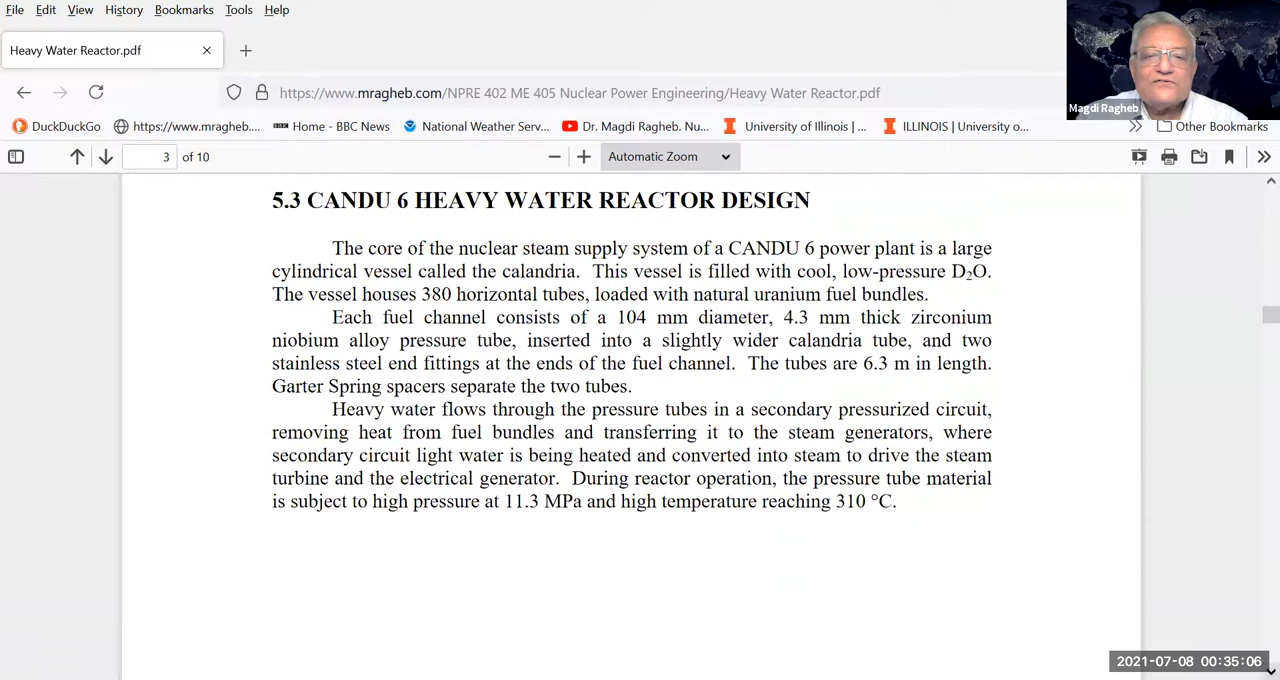 File Edit View History Bookmarks Tools Help
Heavy Water Reactor.pdf
https://www.mragheb.com/NPRE 402 ME 405 Nuclear Power Engineering/Heavy Water Reactor.pdf
Magdi Ragheb
DuckDuckGo https://www.mragheb.... BBC Home - BBC News National Weather Serv... Dr. Magdi Ragheb. Nu... University of Illinois | ... ILLINOIS | University o... Other Bookmarks
3 of 10 Automatic Zoom
5.3 CANDU 6 HEAVY WATER REACTOR DESIGN
The core of the nuclear steam supply system of a CANDU 6 power plant is a large
cylindrical vessel called the calandria. This vessel is filled with cool, low-pressure D₂O.
The vessel houses 380 horizontal tubes, loaded with natural uranium fuel bundles.
Each fuel channel consists of a 104 mm diameter, 4.3 mm thick zirconium
niobium alloy pressure tube, inserted into a slightly wider calandria tube, and two
stainless steel end fittings at the ends of the fuel channel. The tubes are 6.3 m in length.
Garter Spring spacers separate the two tubes.
Heavy water flows through the pressure tubes in a secondary pressurized circuit,
removing heat from fuel bundles and transferring it to the steam generators, where
secondary circuit light water is being heated and converted into steam to drive the steam
turbine and the electrical generator. During reactor operation, the pressure tube material
is subject to high pressure at 11.3 MPa and high temperature reaching 310 °C.
2021-07-08 00:35:06